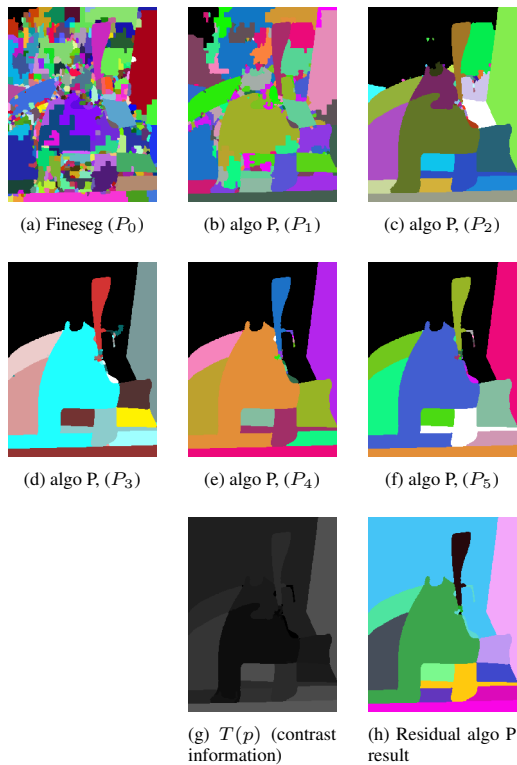 (a) Fineseg (P0)
(b) algo P, (P1)
(c) algo P, (P2)
(d) algo P, (P3)
(e) algo P, (P4)
(f) algo P, (P5)
(g) T(p) (contrast
information)
(h) Residual algo P
result